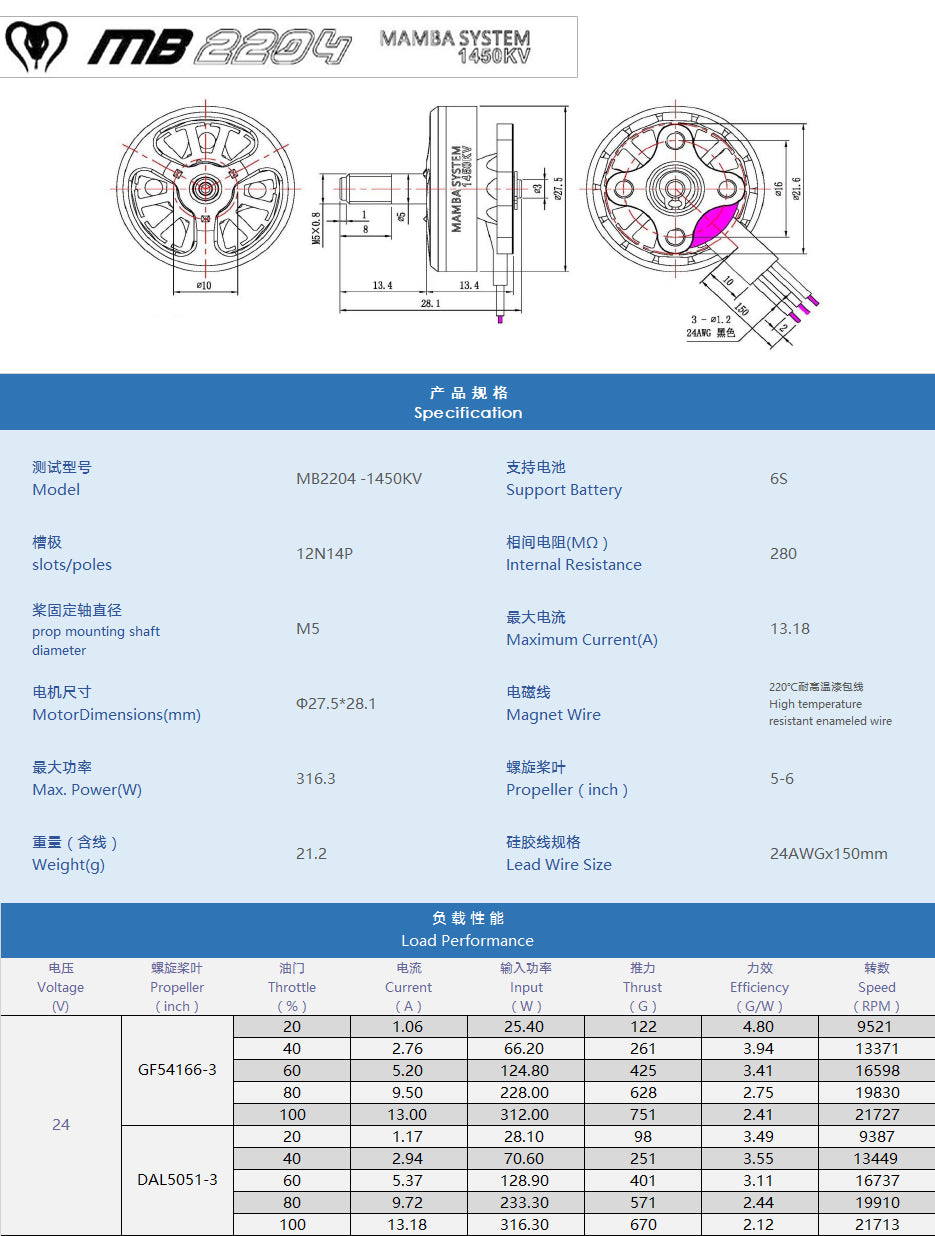 MB 2204 MAMBA SYSTEM
1450KV
ø10
M5×0.8
1
8
ø5
13.4
13.4
28.1
MAMBA SYSTEM
1450KV
ø3
ø27.5
ø16
ø21.6
10
150
2
3 - ø1.2
24AWG 黑色
产品规格
Specification
测试型号
Model
MB2204 -1450KV
支持电池
Support Battery
6S
槽极
slots/poles
12N14P
相间电阻(MΩ)
Internal Resistance
280
桨固定轴直径
prop mounting shaft
diameter
M5
最大电流
Maximum Current(A)
13.18
电机尺寸
MotorDimensions(mm)
Φ27.5*28.1
电磁线
Magnet Wire
220℃耐高温漆包线
High temperature
resistant enameled wire
最大功率
Max. Power(W)
316.3
螺旋桨叶
Propeller ( inch )
5-6
重量 ( 含线 )
Weight(g)
21.2
硅胶线规格
Lead Wire Size
24AWGx150mm
负载性能
Load Performance
电压 螺旋桨叶 油门 电流 输入功率 推力 力效 转数
Voltage Propeller Throttle Current Input Thrust Efficiency Speed
(V) ( inch ) ( % ) ( A ) ( W ) ( G ) ( G/W ) ( RPM )
24
GF54166-3
20 1.06 25.40 122 4.80 9521
40 2.76 66.20 261 3.94 13371
60 5.20 124.80 425 3.41 16598
80 9.50 228.00 628 2.75 19830
100 13.00 312.00 751 2.41 21727
DAL5051-3
20 1.17 28.10 98 3.49 9387
40 2.94 70.60 251 3.55 13449
60 5.37 128.90 401 3.11 16737
80 9.72 233.30 571 2.44 19910
100 13.18 316.30 670 2.12 21713